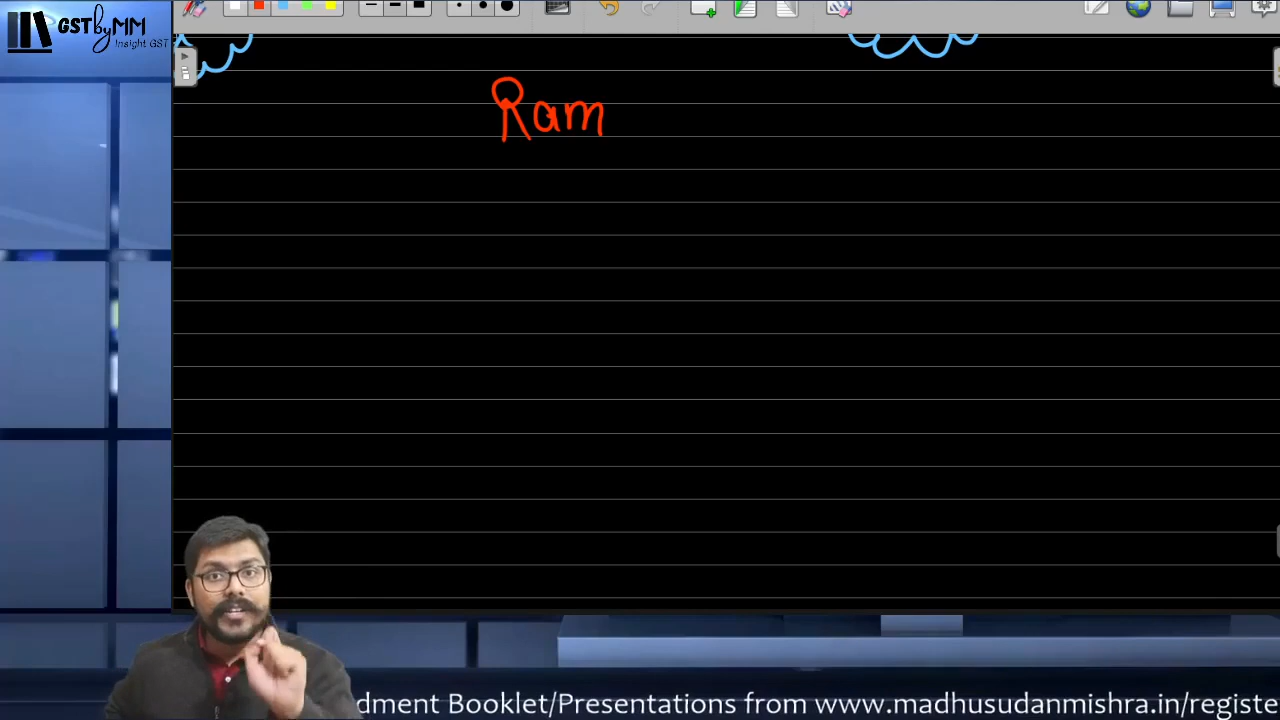 GSTbyMM
Insight GST
Ram
dment Booklet/Presentations from www.madhusudanmishra.in/registe